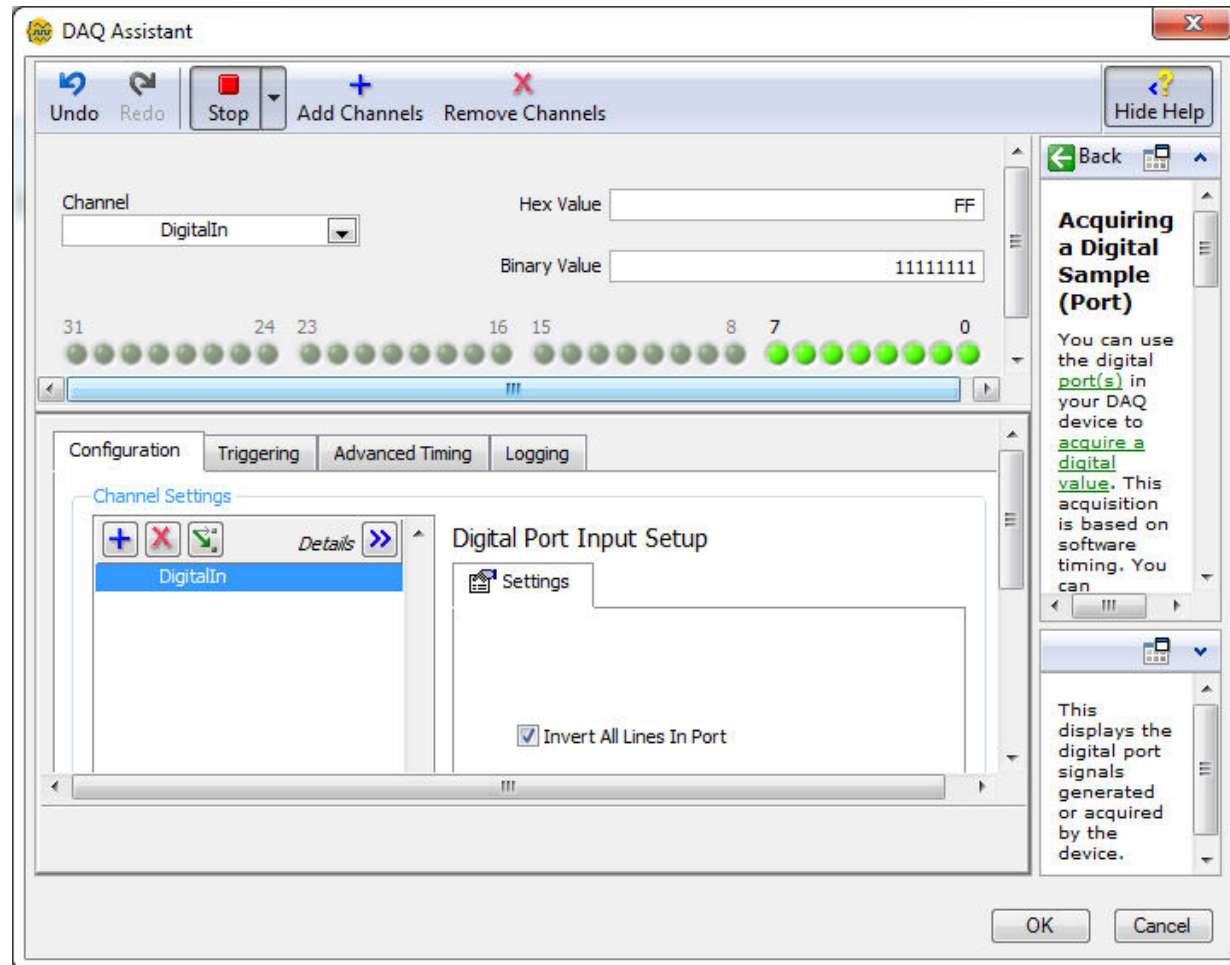 DAQ Assistant
Undo Redo Stop Add Channels Remove Channels Hide Help
Channel
DigitalIn
Hex Value FF
Binary Value 11111111
31 24 23 16 15 8 7 0
Configuration Triggering Advanced Timing Logging
Channel Settings
Details
DigitalIn
Digital Port Input Setup
Settings
Invert All Lines In Port
Back
Acquiring
a Digital
Sample
(Port)
You can use
the digital
port(s) in
your DAQ
device to
acquire a
digital
value. This
acquisition
is based on
software
timing. You
can
This
displays the
digital port
signals
generated
or acquired
by the
device.
OK Cancel